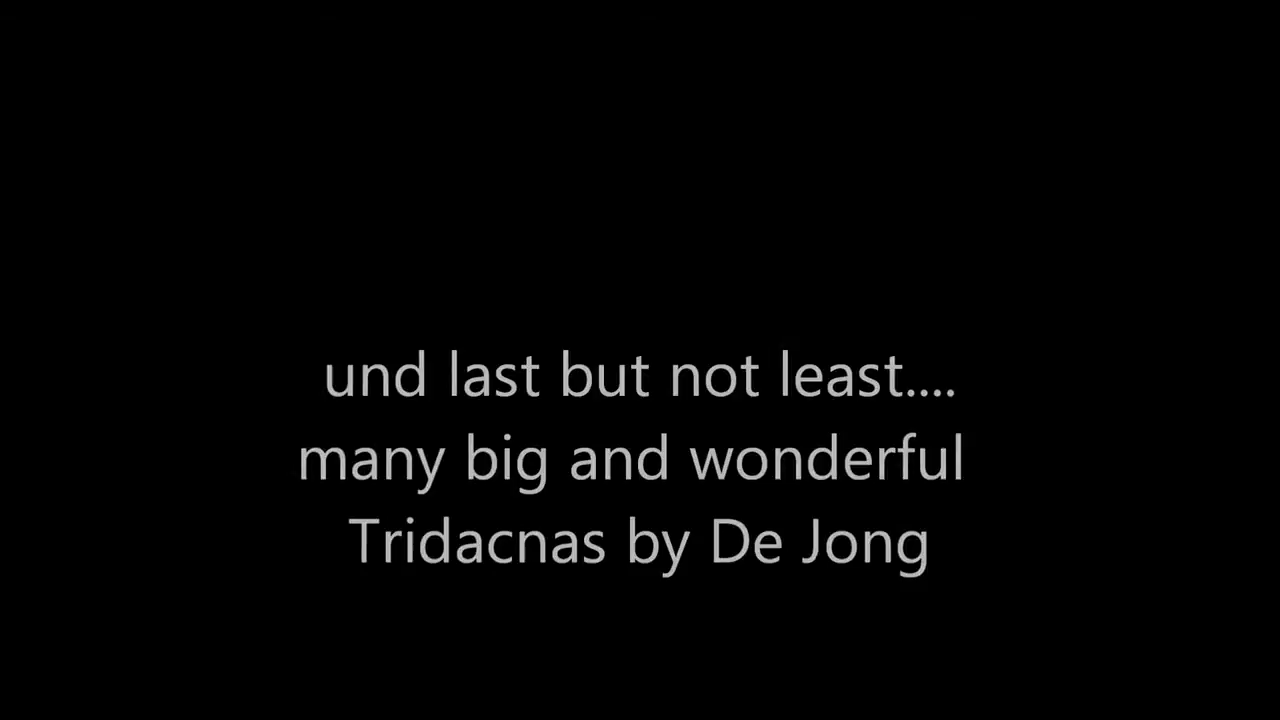 und last but not least....
many big and wonderful
Tridacnas by De Jong